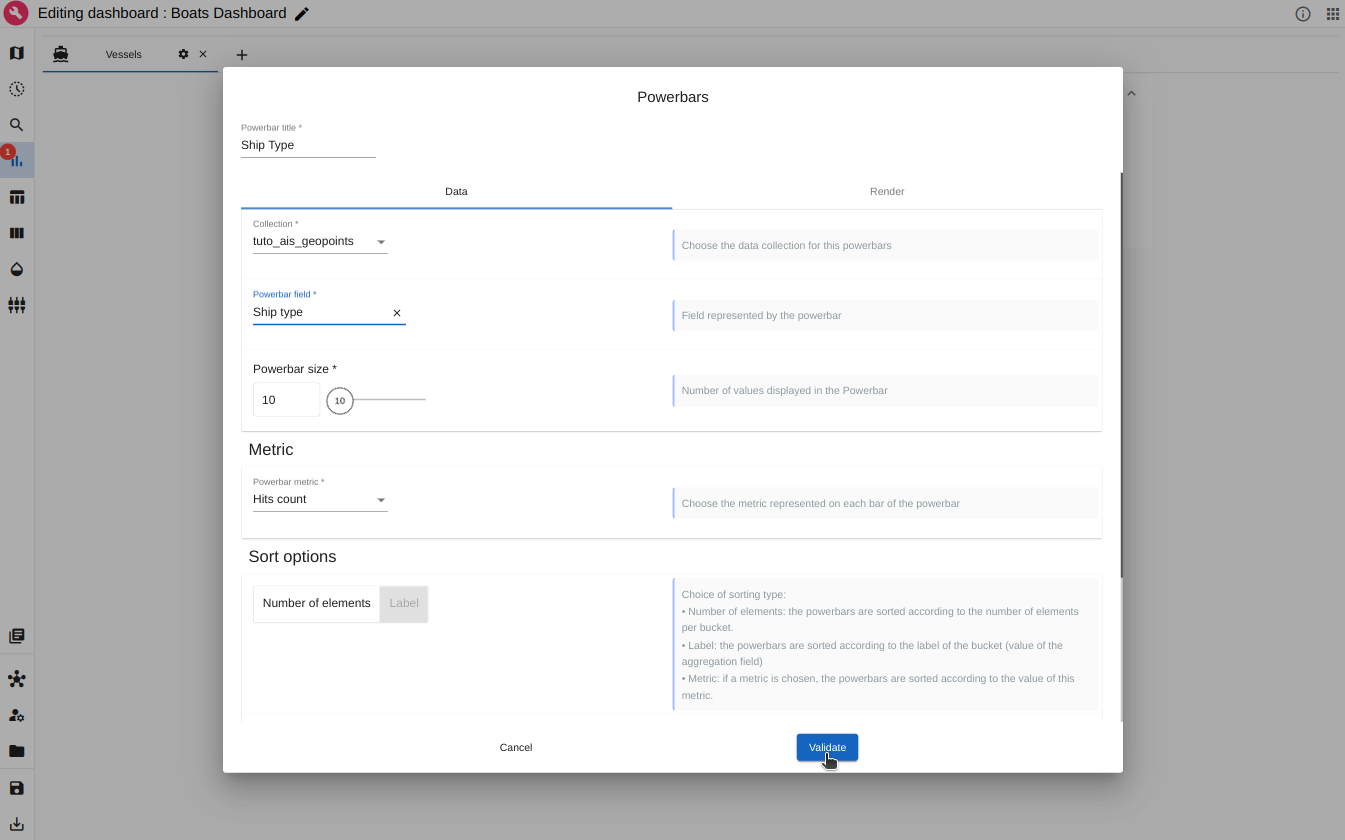 Editing dashboard : Boats Dashboard
Vessels
1
Powerbars
Powerbar title *
Ship Type
Data
Render
Collection *
tuto_ais_geopoints
Choose the data collection for this powerbars
Powerbar field *
Ship type
Field represented by the powerbar
Powerbar size *
10
10
Number of values displayed in the Powerbar
Metric
Powerbar metric *
Hits count
Choose the metric represented on each bar of the powerbar
Sort options
Number of elements
Label
Choice of sorting type:
• Number of elements: the powerbars are sorted according to the number of elements
per bucket.
• Label: the powerbars are sorted according to the label of the bucket (value of the
aggregation field)
• Metric: if a metric is chosen, the powerbars are sorted according to the value of this
metric.
Cancel
Validate